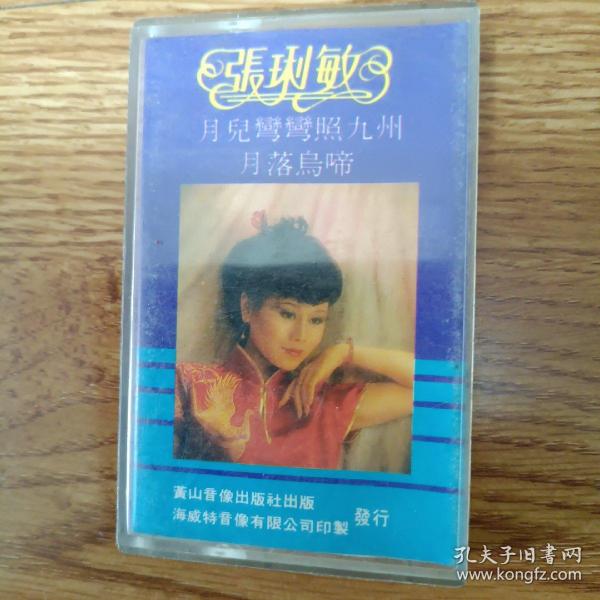 張琍敏
月兒彎彎照九州
月落烏啼
黃山音像出版社出版
海威特音像有限公司印製
發行
孔夫子旧书网
www.kongfz.com